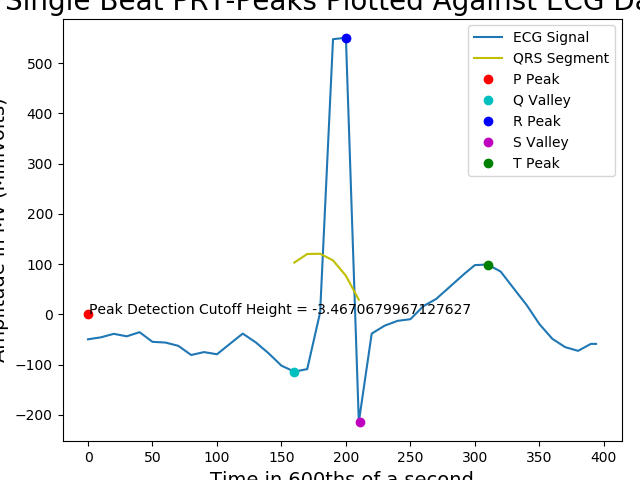 Single Beat PRT-Peaks Plotted Against ECG Da
Amplitude in MV (Millivolts)
500
400
300
200
100
0
−100
−200
ECG Signal
QRS Segment
P Peak
Q Valley
R Peak
S Valley
T Peak
Peak Detection Cutoff Height = -3.4670679967127627
0 50 100 150 200 250 300 350 400
Time in 600ths of a second